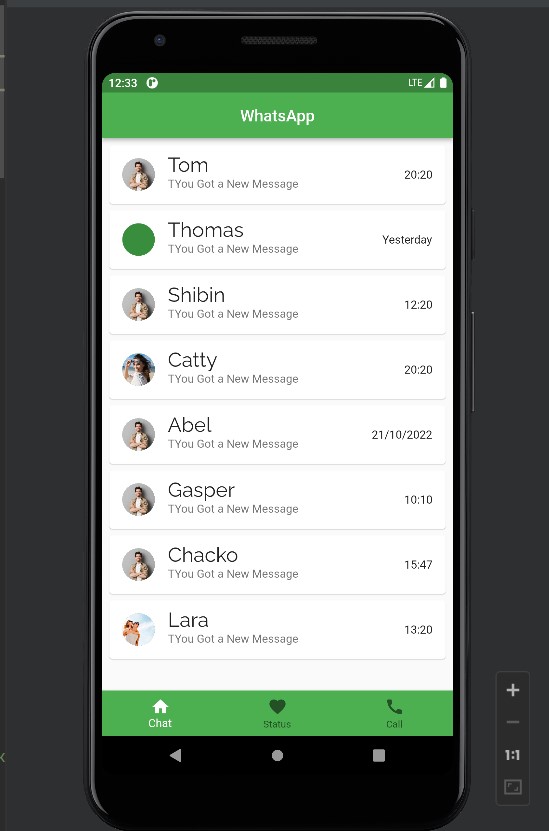 12:33
LTE
WhatsApp
Tom
TYou Got a New Message
20:20
Thomas
TYou Got a New Message
Yesterday
Shibin
TYou Got a New Message
12:20
Catty
TYou Got a New Message
20:20
Abel
TYou Got a New Message
21/10/2022
Gasper
TYou Got a New Message
10:10
Chacko
TYou Got a New Message
15:47
Lara
TYou Got a New Message
13:20
Chat
Status
Call
1:1